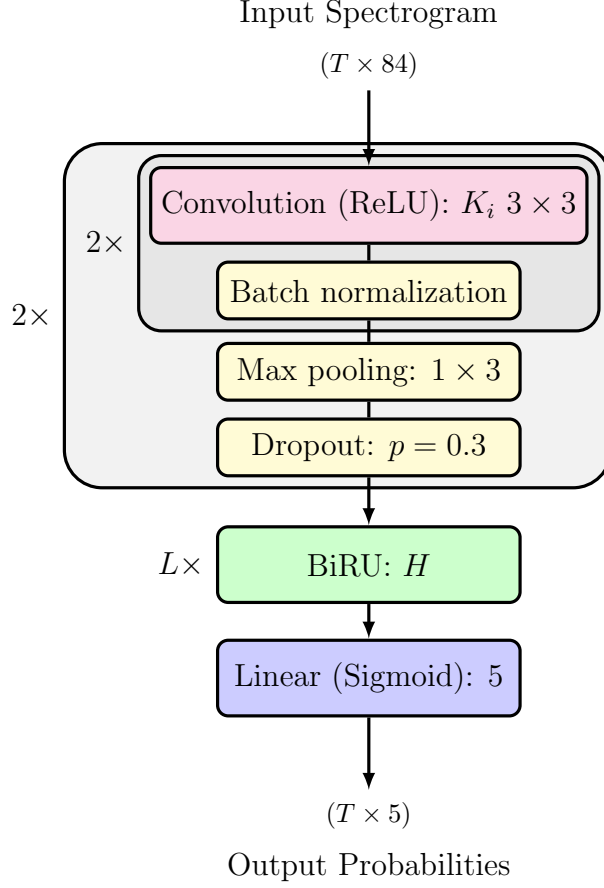 Input Spectrogram
(T × 84)
Convolution (ReLU): K_i 3 × 3
2×
Batch normalization
2×
Max pooling: 1 × 3
Dropout: p = 0.3
L×
BiRU: H
Linear (Sigmoid): 5
(T × 5)
Output Probabilities